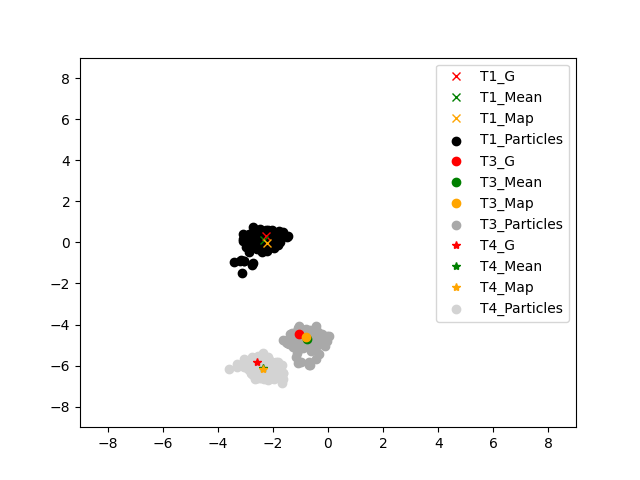 8
6
4
2
0
−2
−4
−6
−8
−8 −6 −4 −2 0 2 4 6 8
T1_G
T1_Mean
T1_Map
T1_Particles
T3_G
T3_Mean
T3_Map
T3_Particles
T4_G
T4_Mean
T4_Map
T4_Particles